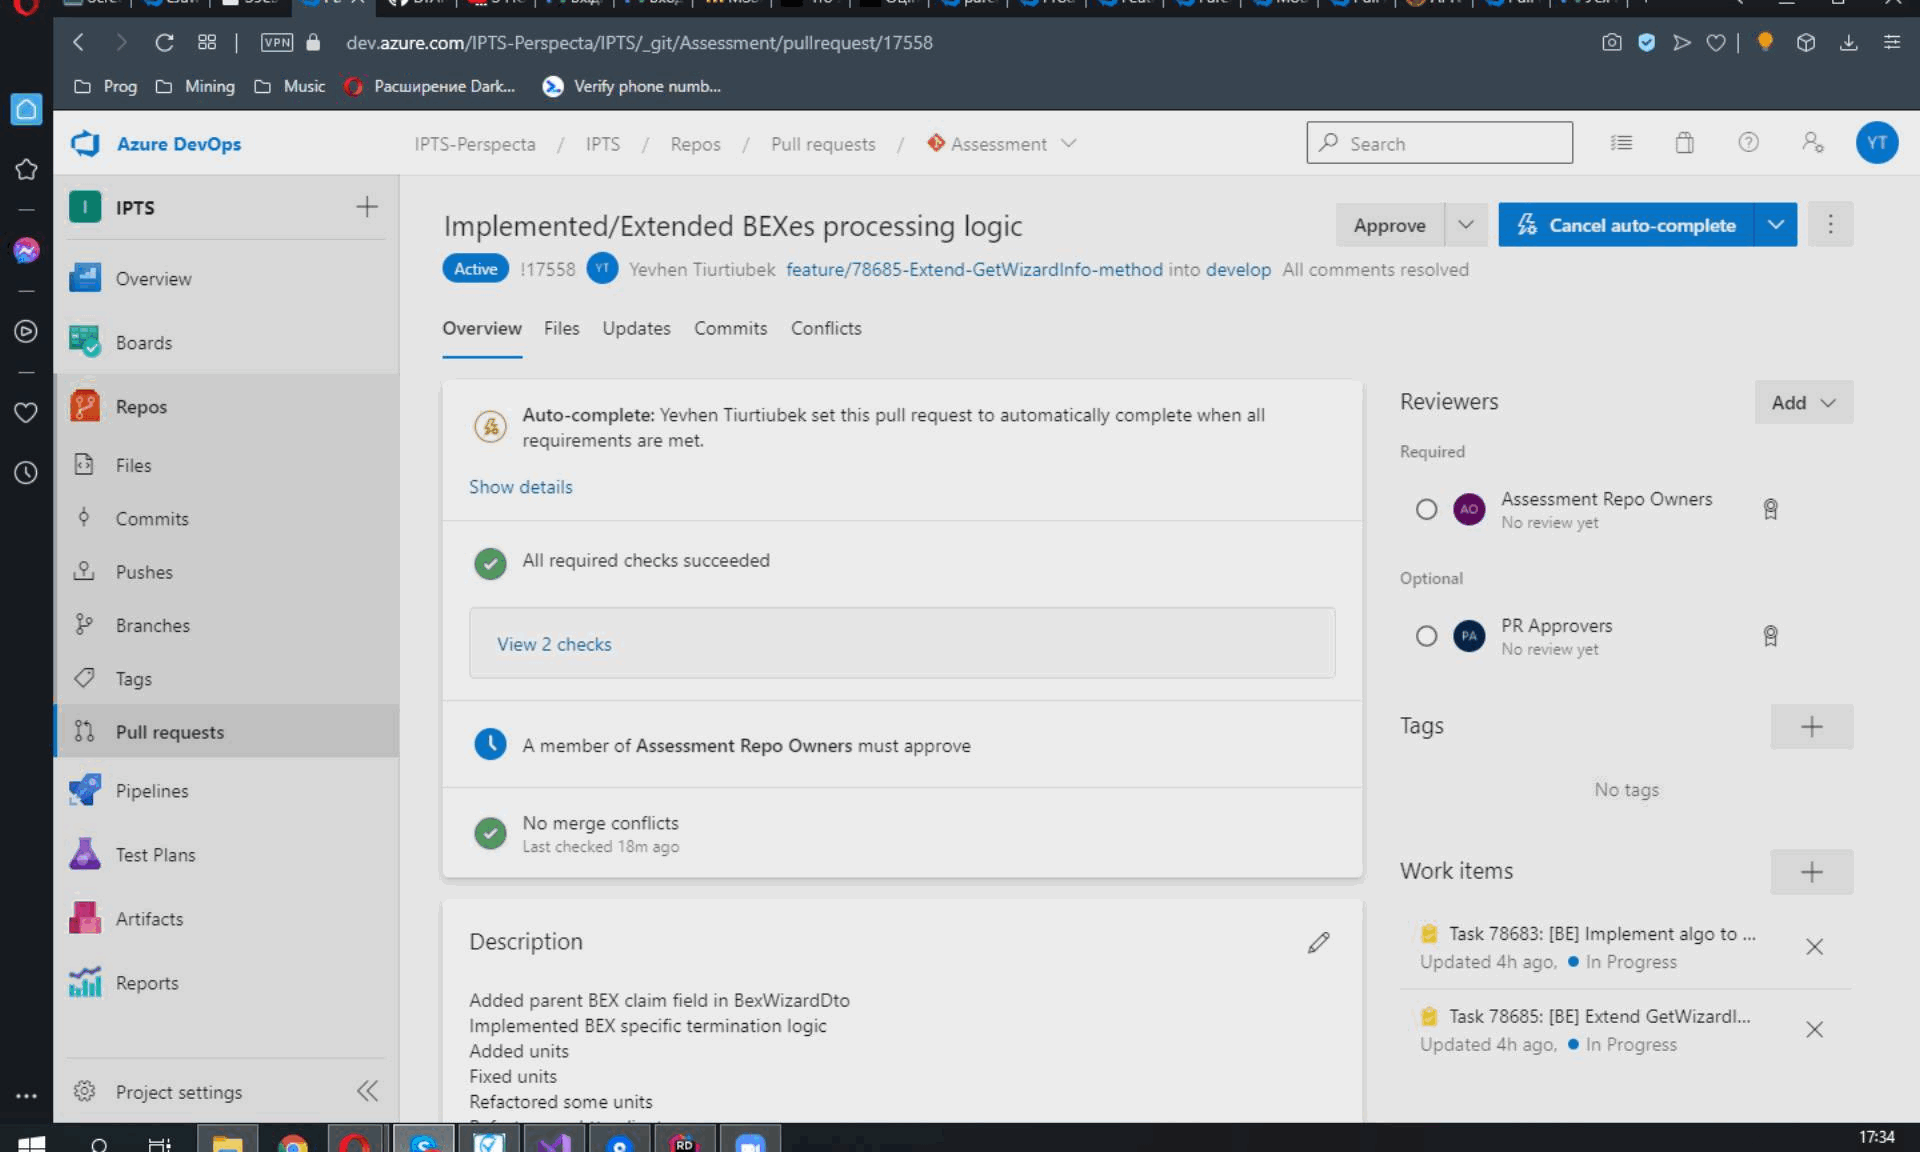 VPN
dev.azure.com/IPTS-Perspecta/IPTS/_git/Assessment/pullrequest/17558
Prog
Mining
Music
Расширение Dark...
Verify phone numb...
Azure DevOps
IPTS-Perspecta / IPTS / Repos / Pull requests / Assessment
Search
YT
I
IPTS
Overview
Boards
Repos
Files
Commits
Pushes
Branches
Tags
Pull requests
Pipelines
Test Plans
Artifacts
Reports
Project settings
Implemented/Extended BEXes processing logic
Approve
Cancel auto-complete
Active !17558 YT Yevhen Tiurtiubek feature/78685-Extend-GetWizardInfo-method into develop All comments resolved
Overview Files Updates Commits Conflicts
Auto-complete: Yevhen Tiurtiubek set this pull request to automatically complete when all
requirements are met.
Show details
All required checks succeeded
View 2 checks
A member of Assessment Repo Owners must approve
No merge conflicts
Last checked 18m ago
Description
Added parent BEX claim field in BexWizardDto
Implemented BEX specific termination logic
Added units
Fixed units
Refactored some units
Reviewers
Add
Required
AO
Assessment Repo Owners
No review yet
Optional
PA
PR Approvers
No review yet
Tags
No tags
Work items
Task 78683: [BE] Implement algo to ...
Updated 4h ago, In Progress
Task 78685: [BE] Extend GetWizardI...
Updated 4h ago, In Progress
RD
17:34